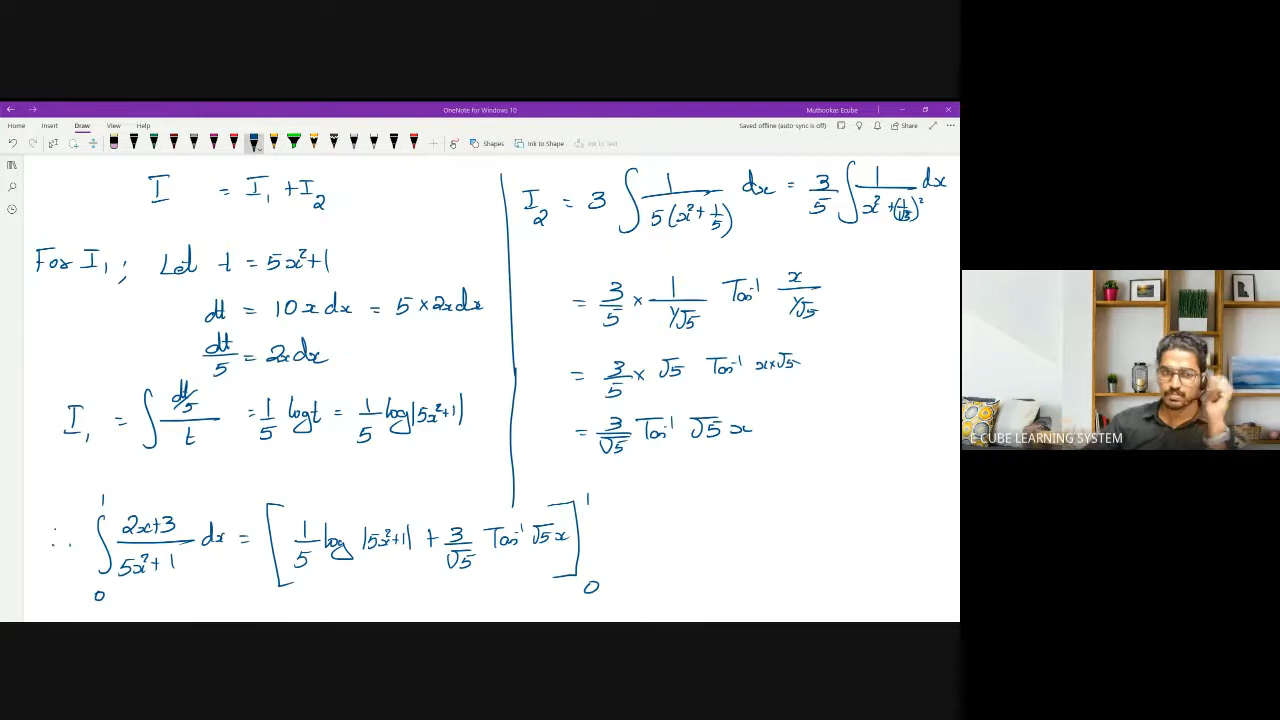 OneNote for Windows 10
Muthookas Ecube
Home Insert Draw View Help
Saved offline (auto-sync is off)
Share
Shapes
Ink to Shape
Ink to Text
I = I₁ + I₂
For I₁; Let t = 5x²+1
dt = 10x dx = 5 × 2x dx
dt/5 = 2x dx
I₁ = ∫ (dt/5)/t = 1/5 log t = 1/5 log|5x²+1|
I₂ = 3 ∫ 1/(5(x²+1/5)) dx = 3/5 ∫ 1/(x²+(1/√5)²) dx
= 3/5 × 1/(1/√5) Tan⁻¹ x/(1/√5)
= 3/5 × √5 Tan⁻¹ x×√5
= 3/√5 Tan⁻¹ √5 x
∴ ∫₀¹ (2x+3)/(5x²+1) dx = [1/5 log |5x²+1| + 3/√5 Tan⁻¹ √5x]₀¹
E CUBE LEARNING SYSTEM